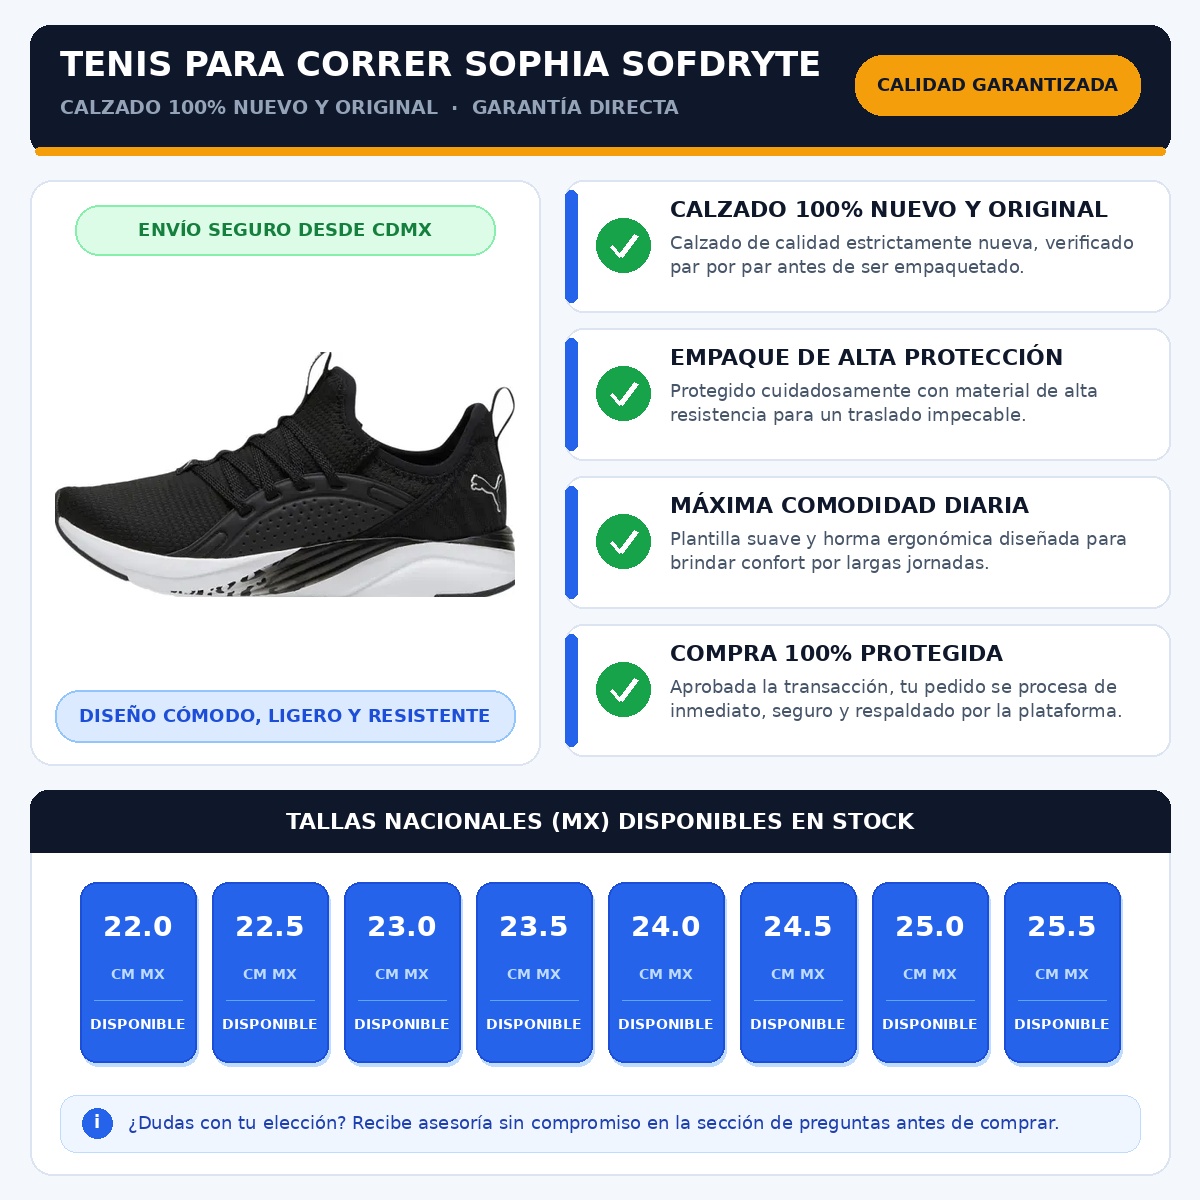 TENIS PARA CORRER SOPHIA SOFDRYTE
CALZADO 100% NUEVO Y ORIGINAL · GARANTÍA DIRECTA
CALIDAD GARANTIZADA
ENVÍO SEGURO DESDE CDMX
DISEÑO CÓMODO, LIGERO Y RESISTENTE
CALZADO 100% NUEVO Y ORIGINAL
Calzado de calidad estrictamente nueva, verificado
par por par antes de ser empaquetado.
EMPAQUE DE ALTA PROTECCIÓN
Protegido cuidadosamente con material de alta
resistencia para un traslado impecable.
MÁXIMA COMODIDAD DIARIA
Plantilla suave y horma ergonómica diseñada para
brindar confort por largas jornadas.
COMPRA 100% PROTEGIDA
Aprobada la transacción, tu pedido se procesa de
inmediato, seguro y respaldado por la plataforma.
TALLAS NACIONALES (MX) DISPONIBLES EN STOCK
22.0 22.5 23.0 23.5 24.0 24.5 25.0 25.5
CM MX CM MX CM MX CM MX CM MX CM MX CM MX CM MX
DISPONIBLE DISPONIBLE DISPONIBLE DISPONIBLE DISPONIBLE DISPONIBLE DISPONIBLE DISPONIBLE
i ¿Dudas con tu elección? Recibe asesoría sin compromiso en la sección de preguntas antes de comprar.